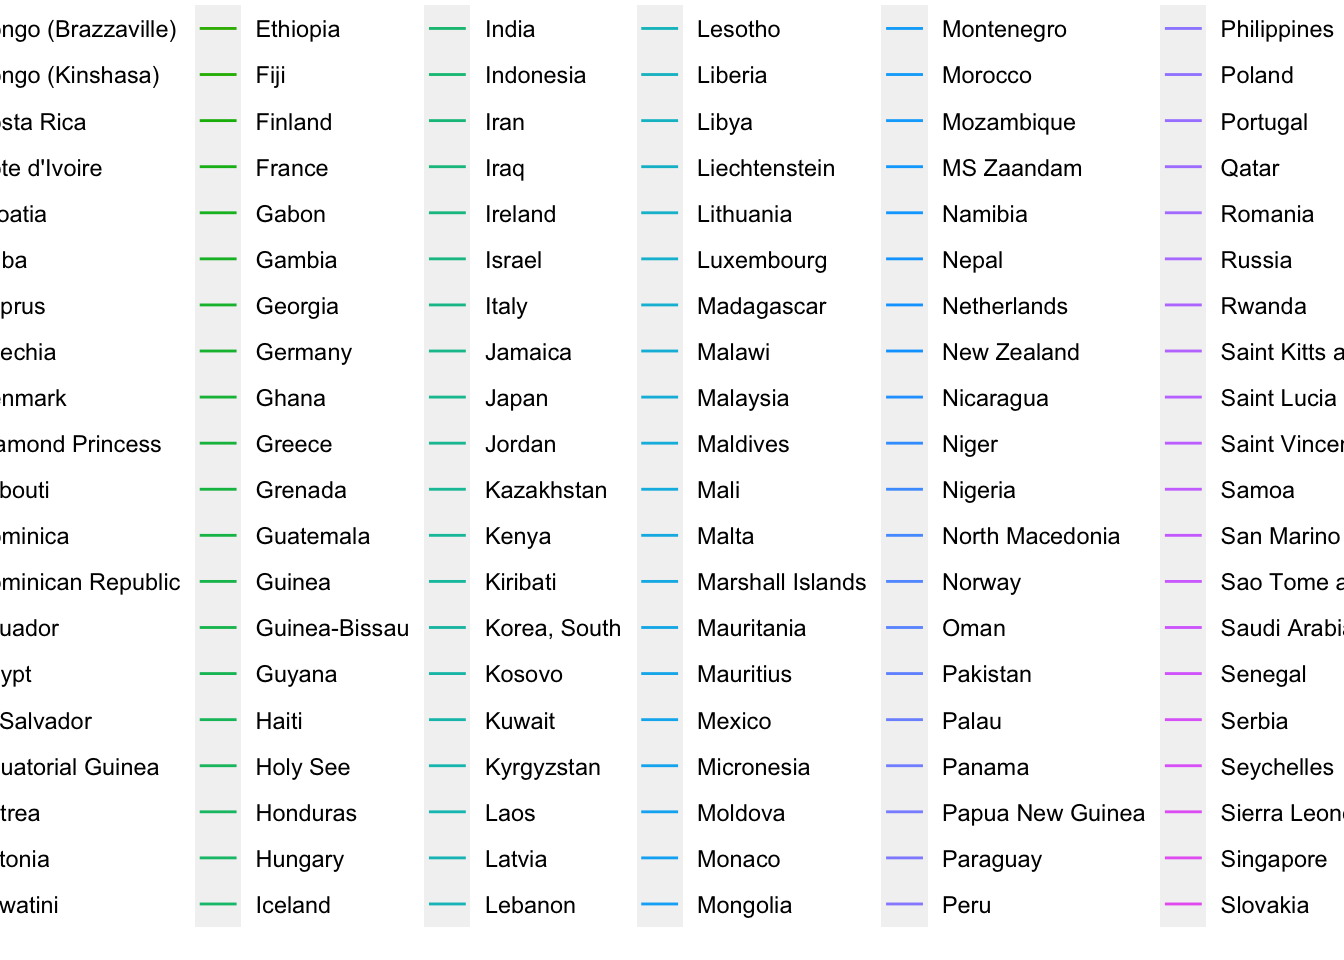 ngo (Brazzaville) Ethiopia India Lesotho Montenegro Philippines
ngo (Kinshasa) Fiji Indonesia Liberia Morocco Poland
sta Rica Finland Iran Libya Mozambique Portugal
te d'Ivoire France Iraq Liechtenstein MS Zaandam Qatar
oatia Gabon Ireland Lithuania Namibia Romania
ba Gambia Israel Luxembourg Nepal Russia
prus Georgia Italy Madagascar Netherlands Rwanda
echia Germany Jamaica Malawi New Zealand Saint Kitts a
nmark Ghana Japan Malaysia Nicaragua Saint Lucia
amond Princess Greece Jordan Maldives Niger Saint Vincen
bouti Grenada Kazakhstan Mali Nigeria Samoa
minica Guatemala Kenya Malta North Macedonia San Marino
minican Republic Guinea Kiribati Marshall Islands Norway Sao Tome a
uador Guinea-Bissau Korea, South Mauritania Oman Saudi Arabia
ypt Guyana Kosovo Mauritius Pakistan Senegal
Salvador Haiti Kuwait Mexico Palau Serbia
uatorial Guinea Holy See Kyrgyzstan Micronesia Panama Seychelles
trea Honduras Laos Moldova Papua New Guinea Sierra Leon
tonia Hungary Latvia Monaco Paraguay Singapore
watini Iceland Lebanon Mongolia Peru Slovakia